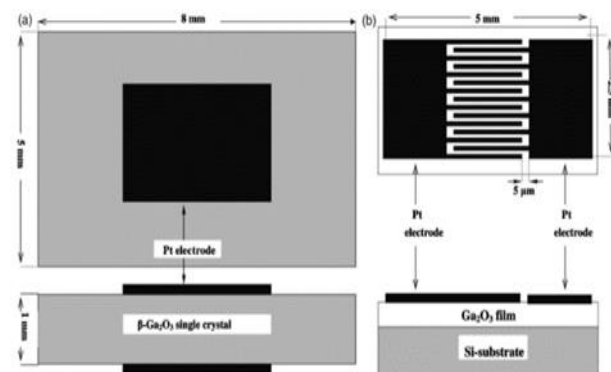 (a)
8 mm
5 mm
Pt electrode
1 mm
β-Ga₂O₃ single crystal
(b)
5 mm
5 μm
Pt
electrode
Pt
electrode
Ga₂O₃ film
Si-substrate